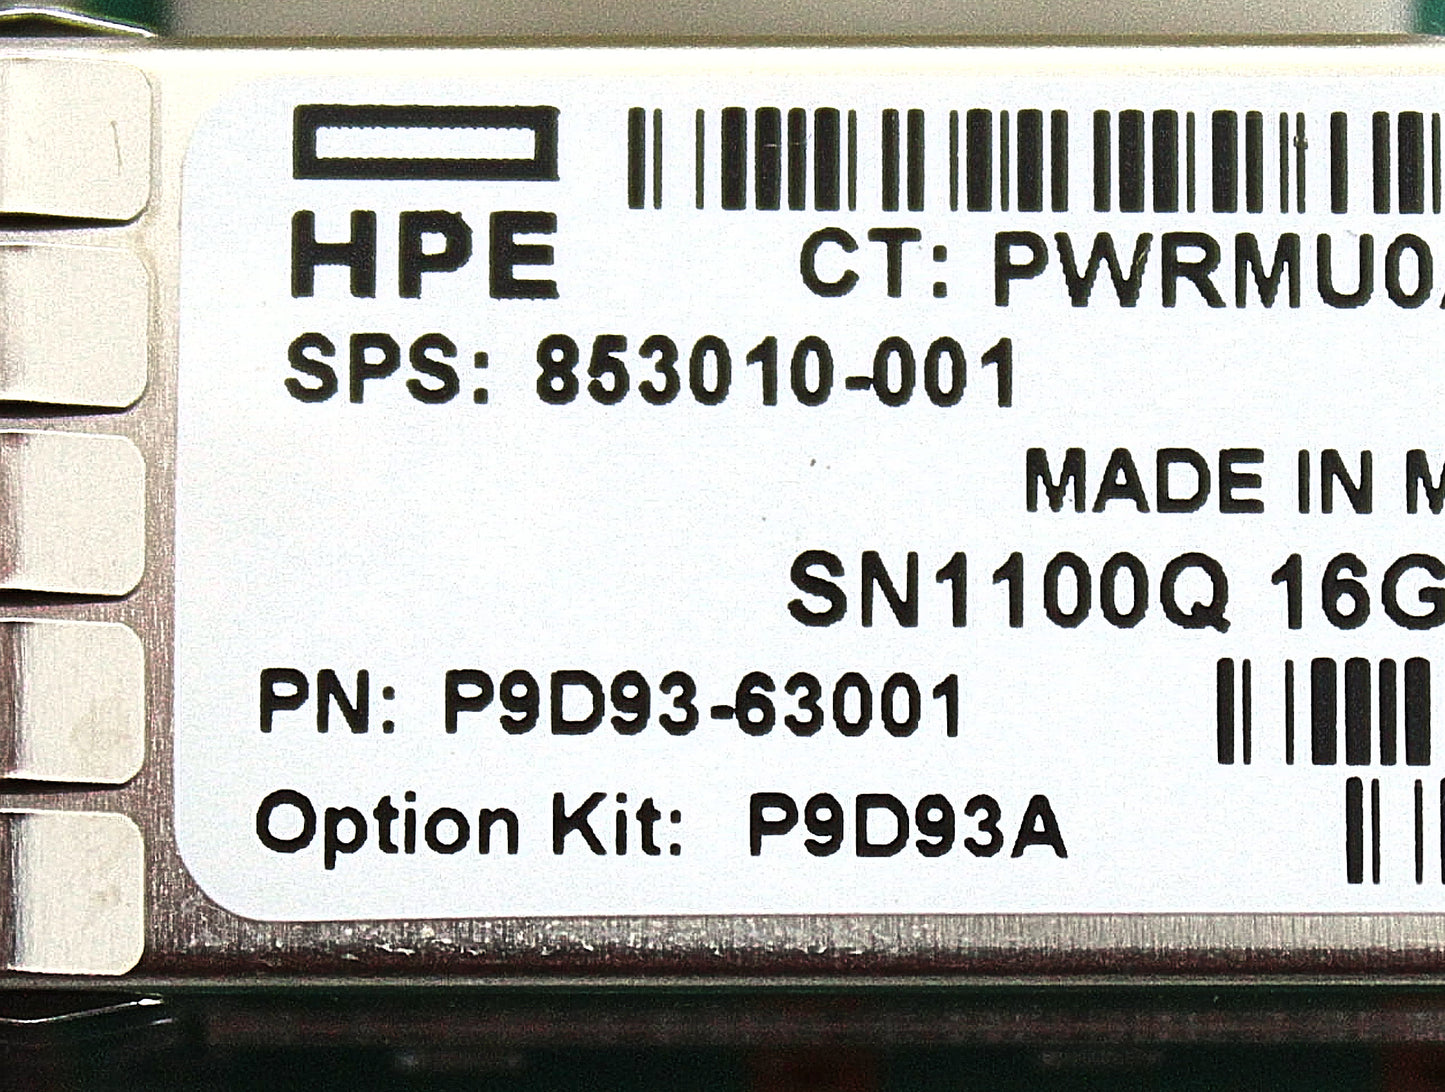 HPE
CT: PWRMU0
SPS: 853010-001
MADE IN
SN1100Q 16G
PN: P9D93-63001
Option Kit: P9D93A